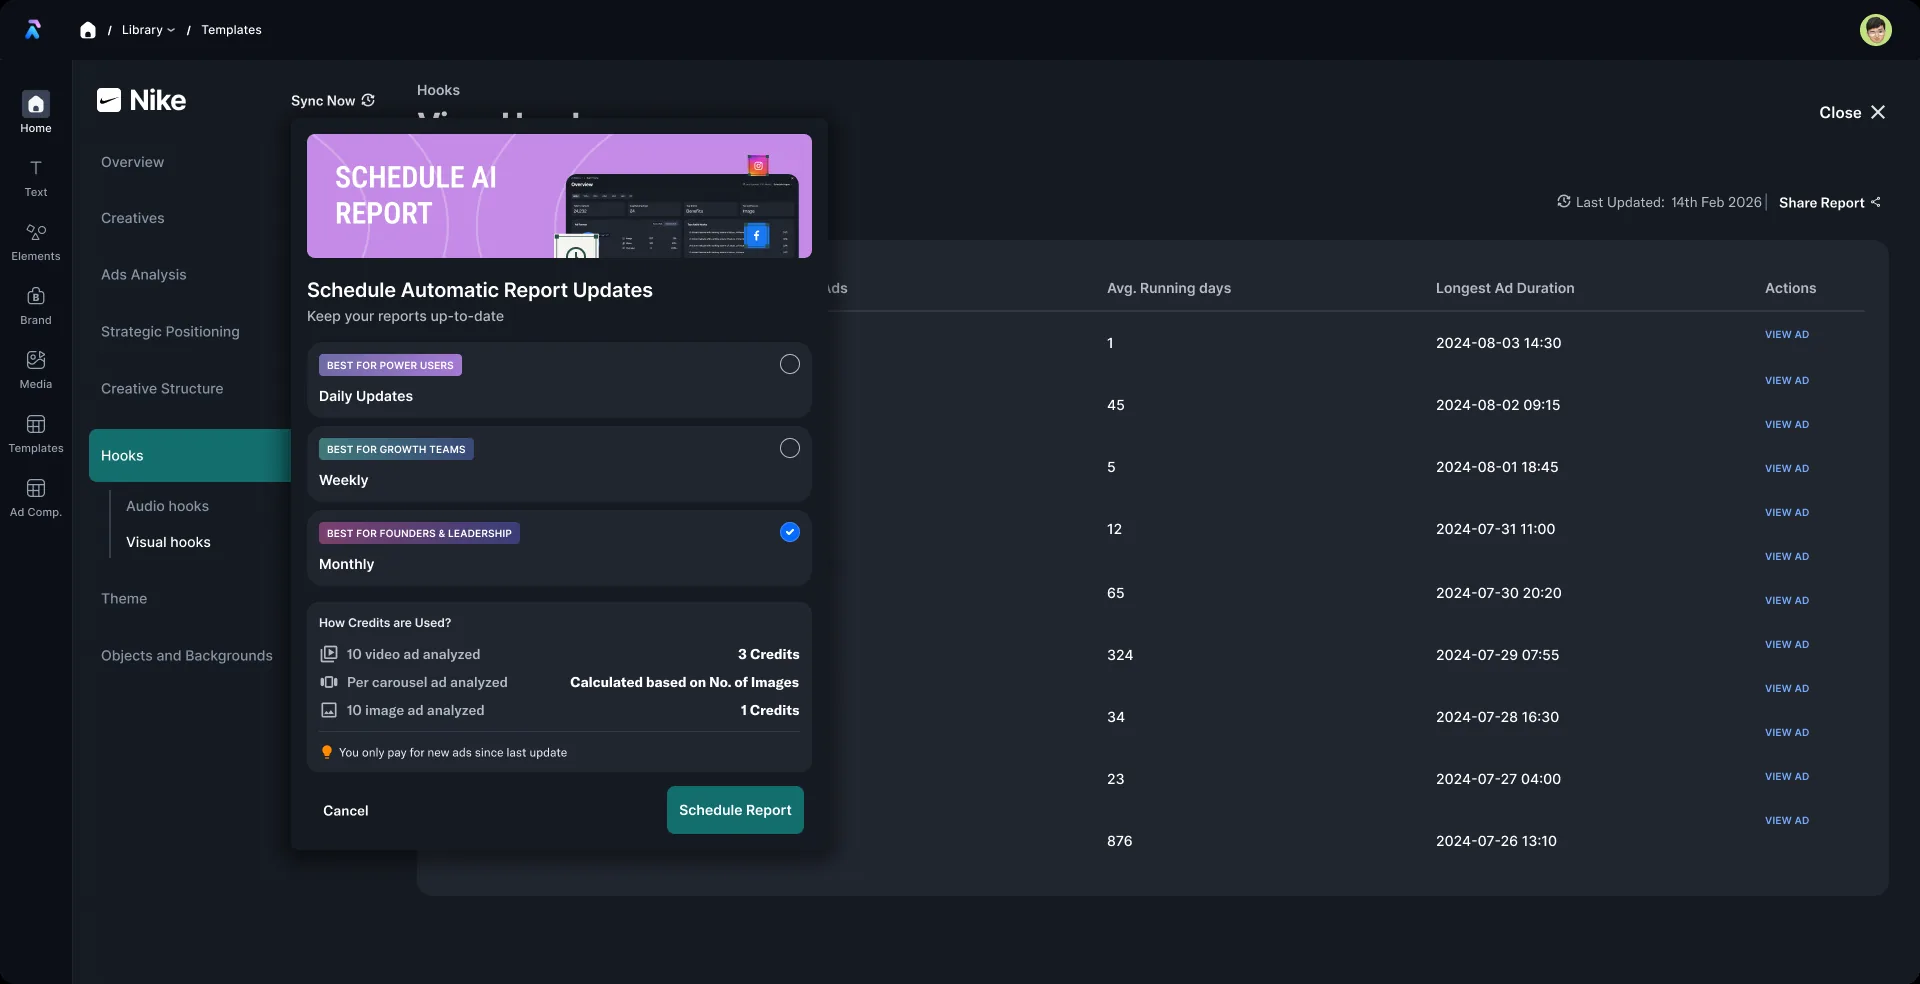 / Library / Templates
Home
Text
Elements
Brand
Media
Templates
Ad Comp.
Nike
Sync Now
Overview
Creatives
Ads Analysis
Strategic Positioning
Creative Structure
Hooks
Audio hooks
Visual hooks
Theme
Objects and Backgrounds
Hooks
Close
Last Updated: 14th Feb 2026
Share Report
SCHEDULE AI
REPORT
Overview
Schedule Automatic Report Updates
Keep your reports up-to-date
BEST FOR POWER USERS
Daily Updates
BEST FOR GROWTH TEAMS
Weekly
BEST FOR FOUNDERS & LEADERSHIP
Monthly
How Credits are Used?
10 video ad analyzed 3 Credits
Per carousel ad analyzed Calculated based on No. of Images
10 image ad analyzed 1 Credits
You only pay for new ads since last update
Cancel
Schedule Report
Avg. Running days Longest Ad Duration Actions
1 2024-08-03 14:30
45 2024-08-02 09:15
5 2024-08-01 18:45
12 2024-07-31 11:00
65 2024-07-30 20:20
324 2024-07-29 07:55
34 2024-07-28 16:30
23 2024-07-27 04:00
876 2024-07-26 13:10
VIEW AD
VIEW AD
VIEW AD
VIEW AD
VIEW AD
VIEW AD
VIEW AD
VIEW AD
VIEW AD
VIEW AD
VIEW AD
VIEW AD